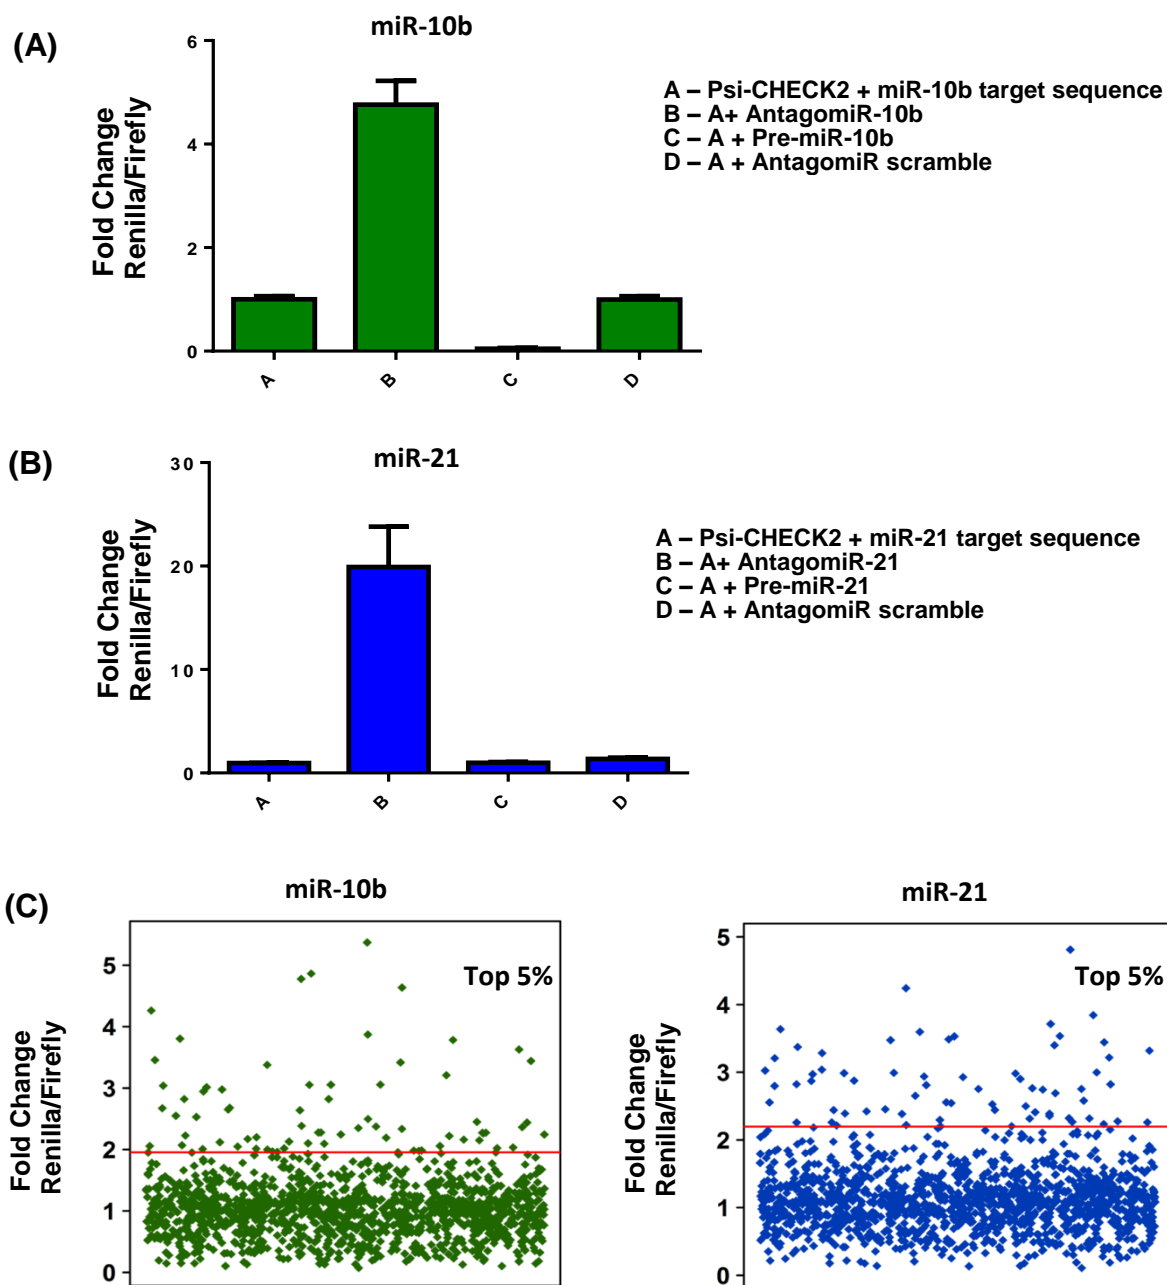 (A)
miR-10b
Fold Change
Renilla/Firefly
6
4
2
0
A
B
C
D
A – Psi-CHECK2 + miR-10b target sequence
B – A+ AntagomiR-10b
C – A + Pre-miR-10b
D – A + AntagomiR scramble
(B)
miR-21
Fold Change
Renilla/Firefly
30
20
10
0
A
B
C
D
A – Psi-CHECK2 + miR-21 target sequence
B – A+ AntagomiR-21
C – A + Pre-miR-21
D – A + AntagomiR scramble
(C)
miR-10b
Fold Change
Renilla/Firefly
5
4
3
2
1
0
Top 5%
miR-21
Fold Change
Renilla/Firefly
5
4
3
2
1
0
Top 5%